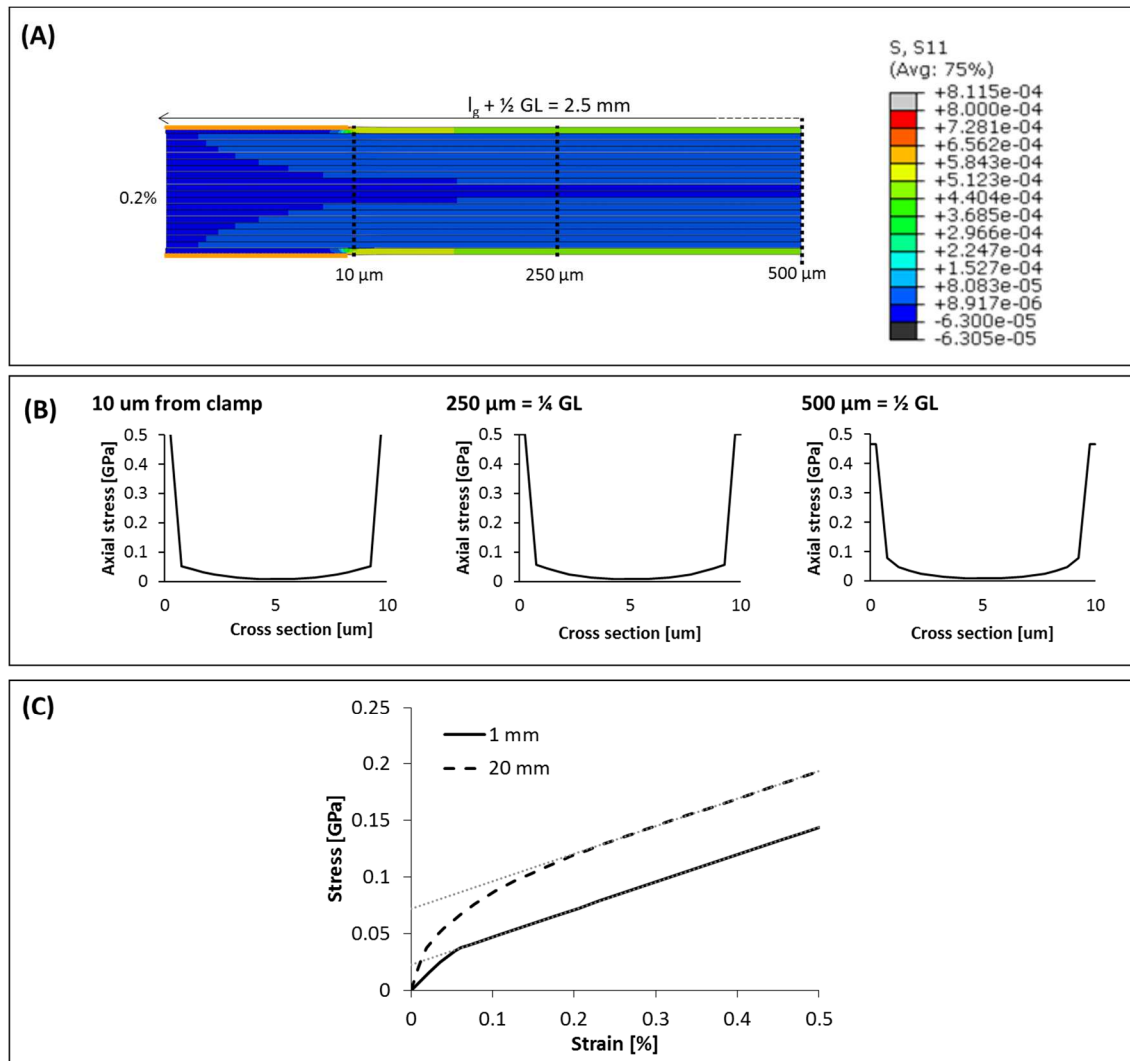 (A)
l_g + ½ GL = 2.5 mm
0.2%
10 µm
250 µm
500 µm
S, S11
(Avg: 75%)
+8.115e-04
+8.000e-04
+7.281e-04
+6.562e-04
+5.843e-04
+5.123e-04
+4.404e-04
+3.685e-04
+2.966e-04
+2.247e-04
+1.527e-04
+8.083e-05
+8.917e-06
-6.300e-05
-6.305e-05
(B)
10 um from clamp
Axial stress [GPa]
0.5
0.4
0.3
0.2
0.1
0
0 5 10
Cross section [um]
250 µm = ¼ GL
Axial stress [GPa]
0.5
0.4
0.3
0.2
0.1
0
0 5 10
Cross section [um]
500 µm = ½ GL
Axial stress [GPa]
0.5
0.4
0.3
0.2
0.1
0
0 5 10
Cross section [um]
(C)
1 mm
20 mm
Stress [GPa]
0.25
0.2
0.15
0.1
0.05
0
0 0.1 0.2 0.3 0.4 0.5
Strain [%]